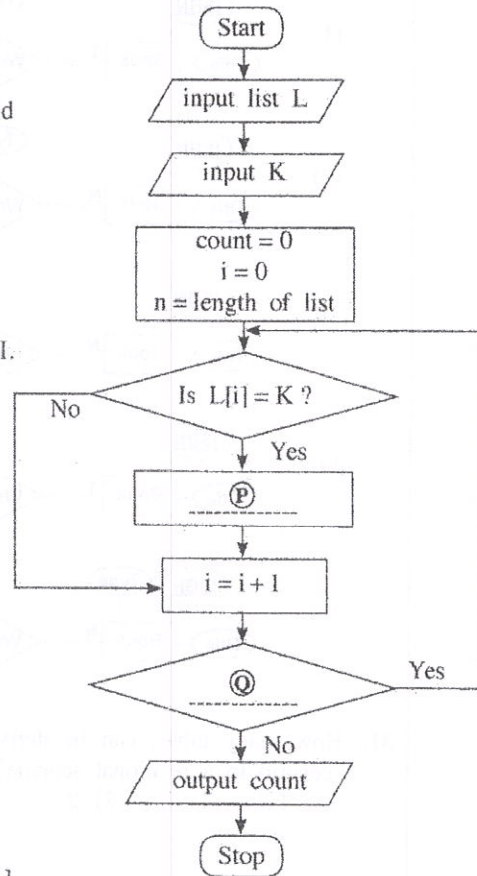 Start
input list L
d
input K
count = 0
i = 0
n = length of list
I.
Is L[i] = K ?
No
Yes
Ⓟ
i = i + 1
Ⓠ
Yes
No
output count
Stop